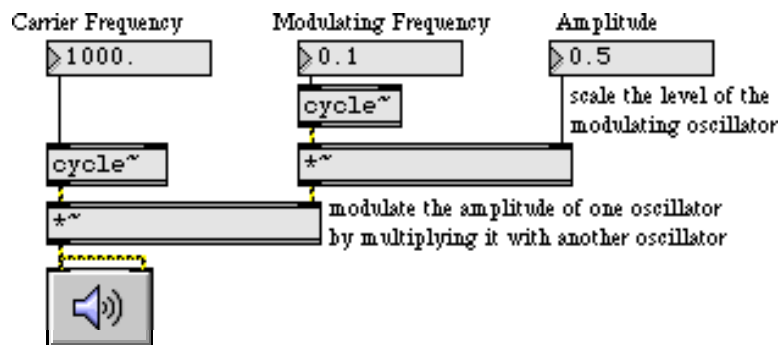 Carrier Frequency
Modulating Frequency
Amplitude
1000.
0.1
0.5
cycle~
scale the level of the
modulating oscillator
cycle~
*~
*~
modulate the amplitude of one oscillator
by multiplying it with another oscillator